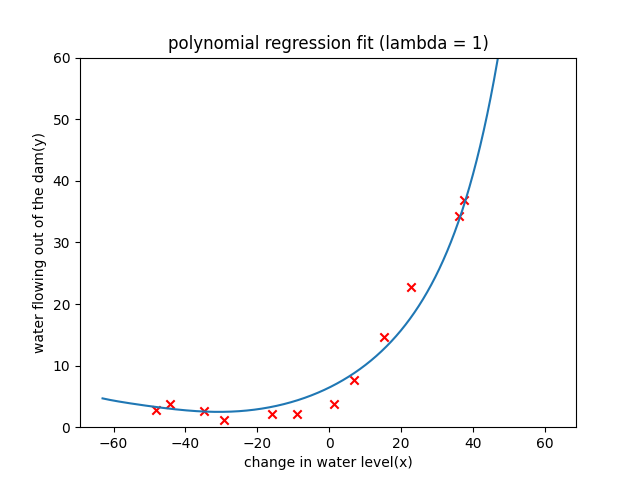 polynomial regression fit (lambda = 1)
water flowing out of the dam(y)
60
50
40
30
20
10
0
−60 −40 −20 0 20 40 60
change in water level(x)